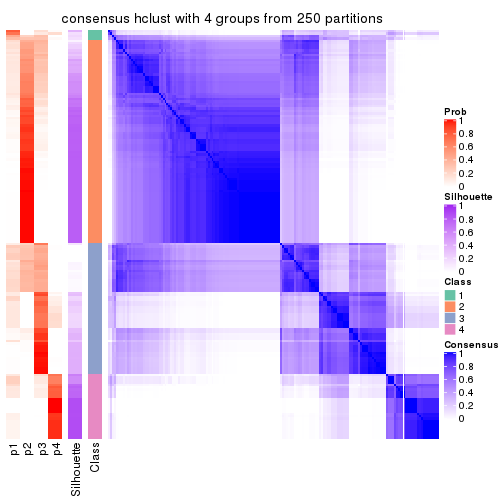 consensus hclust with 4 groups from 250 partitions
Prob
1
0.8
0.6
0.4
0.2
0
Silhouette
1
0.8
0.6
0.4
0.2
0
Class
1
2
3
4
Consensus
1
0.8
0.6
0.4
0.2
0
p1
p2
p3
p4
Silhouette
Class